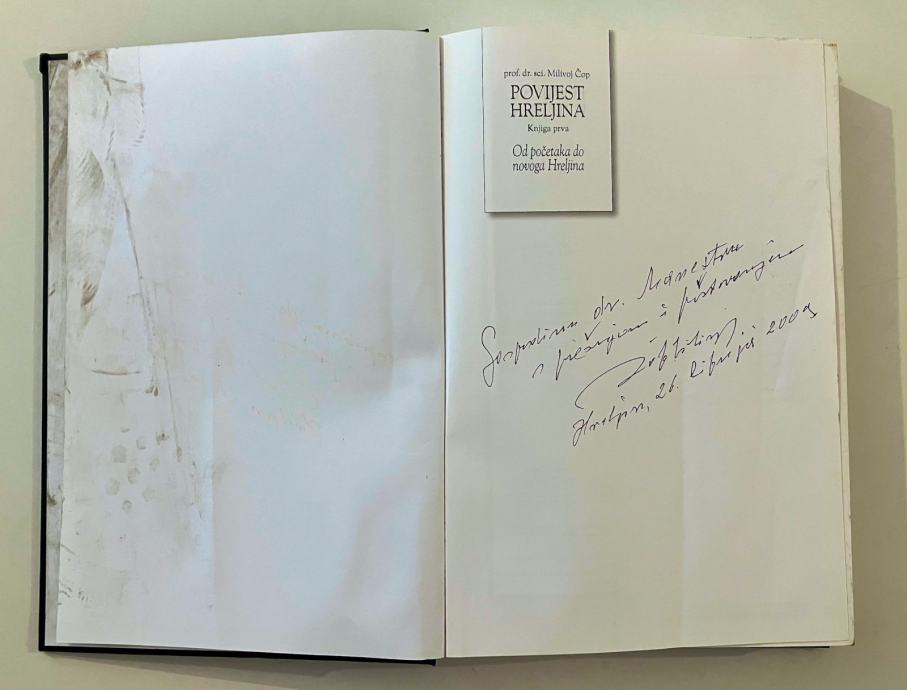 prof. dr. sci. Milivoj Čop
POVIJEST
HRELJINA
Knjiga prva
Od početaka do
novoga Hreljina
Gospodinu dr.
s i poštovanjem
Hreljin, 26. lipnja 2009